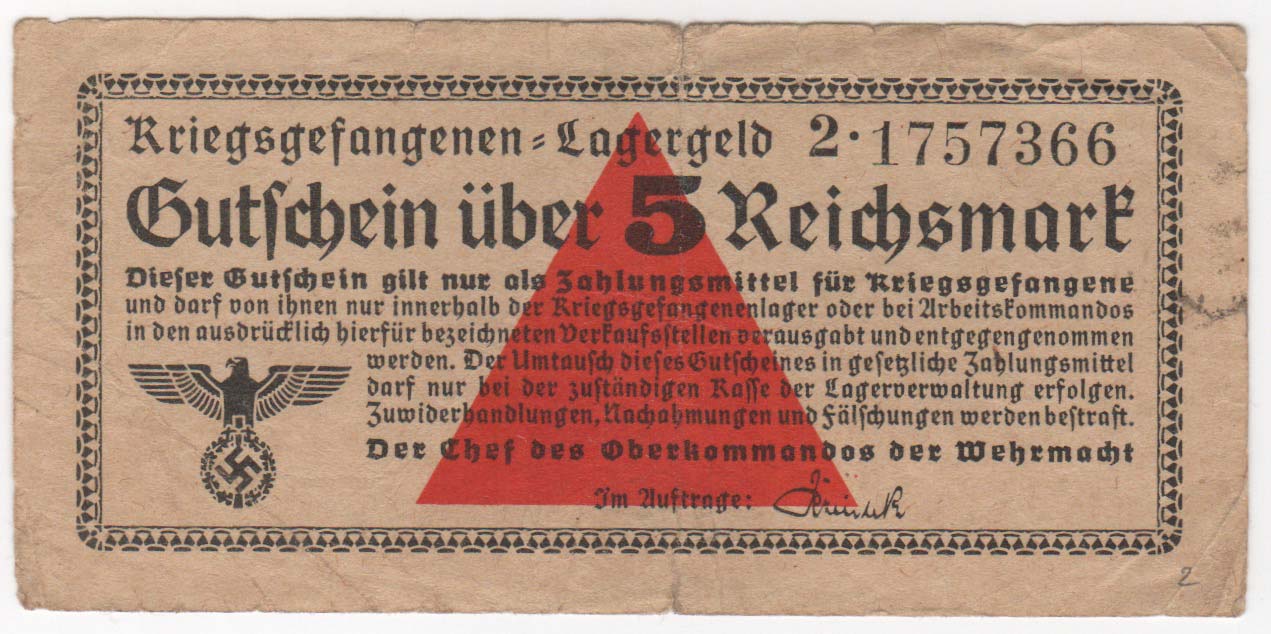 Kriegsgefangenen-Lagergeld 2·1757366
Gutschein über 5 Reichsmark
Dieser Gutschein gilt nur als Zahlungsmittel für Kriegsgefangene
und darf von ihnen nur innerhalb der Kriegsgefangenenlager oder bei Arbeitskommandos
in den ausdrücklich hierfür bezeichneten Verkaufsstellen verausgabt und entgegengenommen
werden. Der Umtausch dieses Gutscheines in gesetzliche Zahlungsmittel
darf nur bei der zuständigen Kasse der Lagerverwaltung erfolgen.
Zuwiderhandlungen, Nachahmungen und Fälschungen werden bestraft.
Der Chef des Oberkommandos der Wehrmacht
Im Auftrage:
2